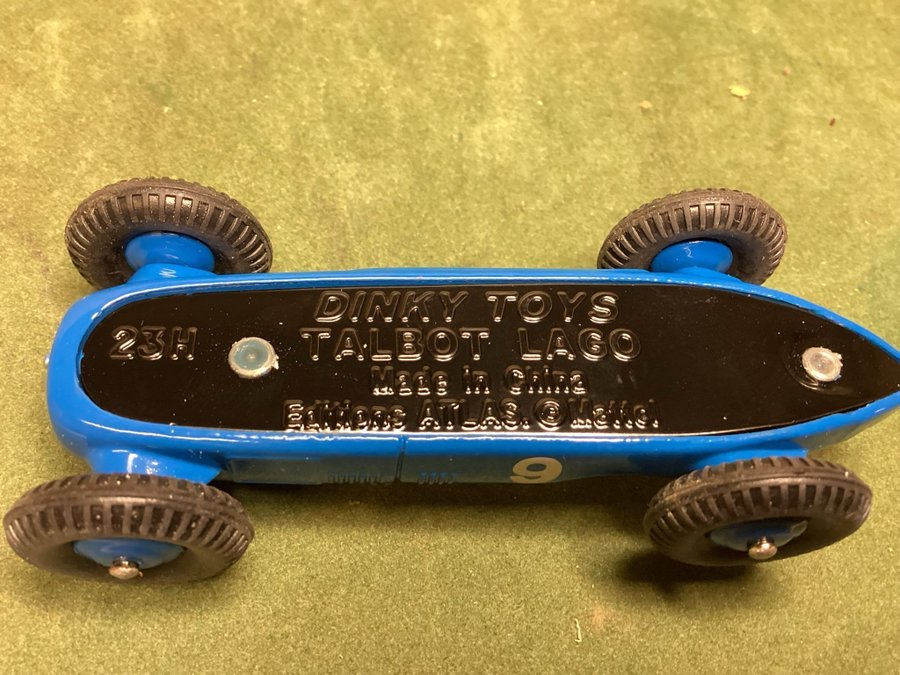 DINKY TOYS
23H
TALBOT LAGO
Made in China
Editions ATLAS. © Mattel
9